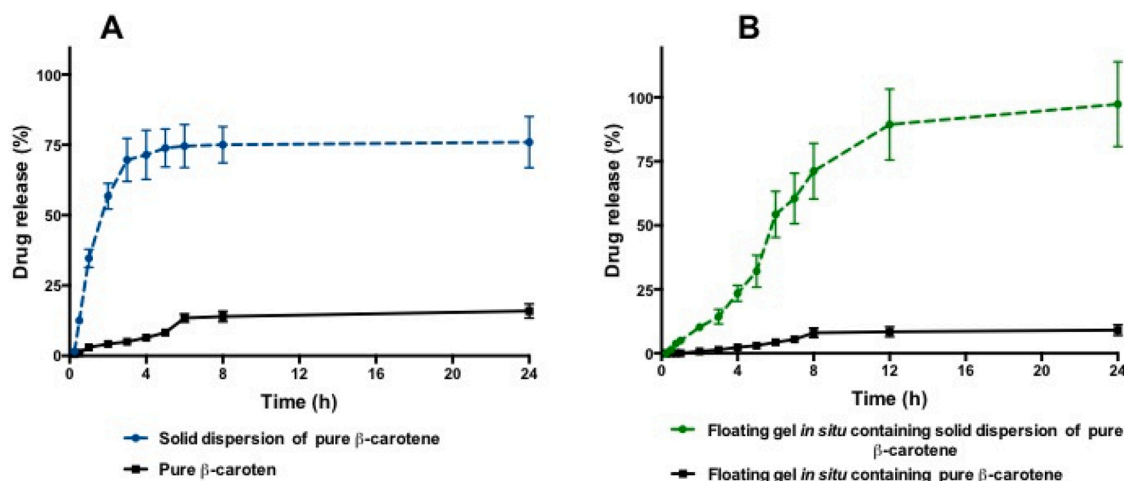 A
Drug release (%)
100
75
50
25
0
0 4 8 12 16 20 24
Time (h)
Solid dispersion of pure β-carotene
Pure β-caroten
B
Drug release (%)
100
75
50
25
0
0 4 8 12 16 20 24
Time (h)
Floating gel in situ containing solid dispersion of pure
β-carotene
Floating gel in situ containing pure β-carotene